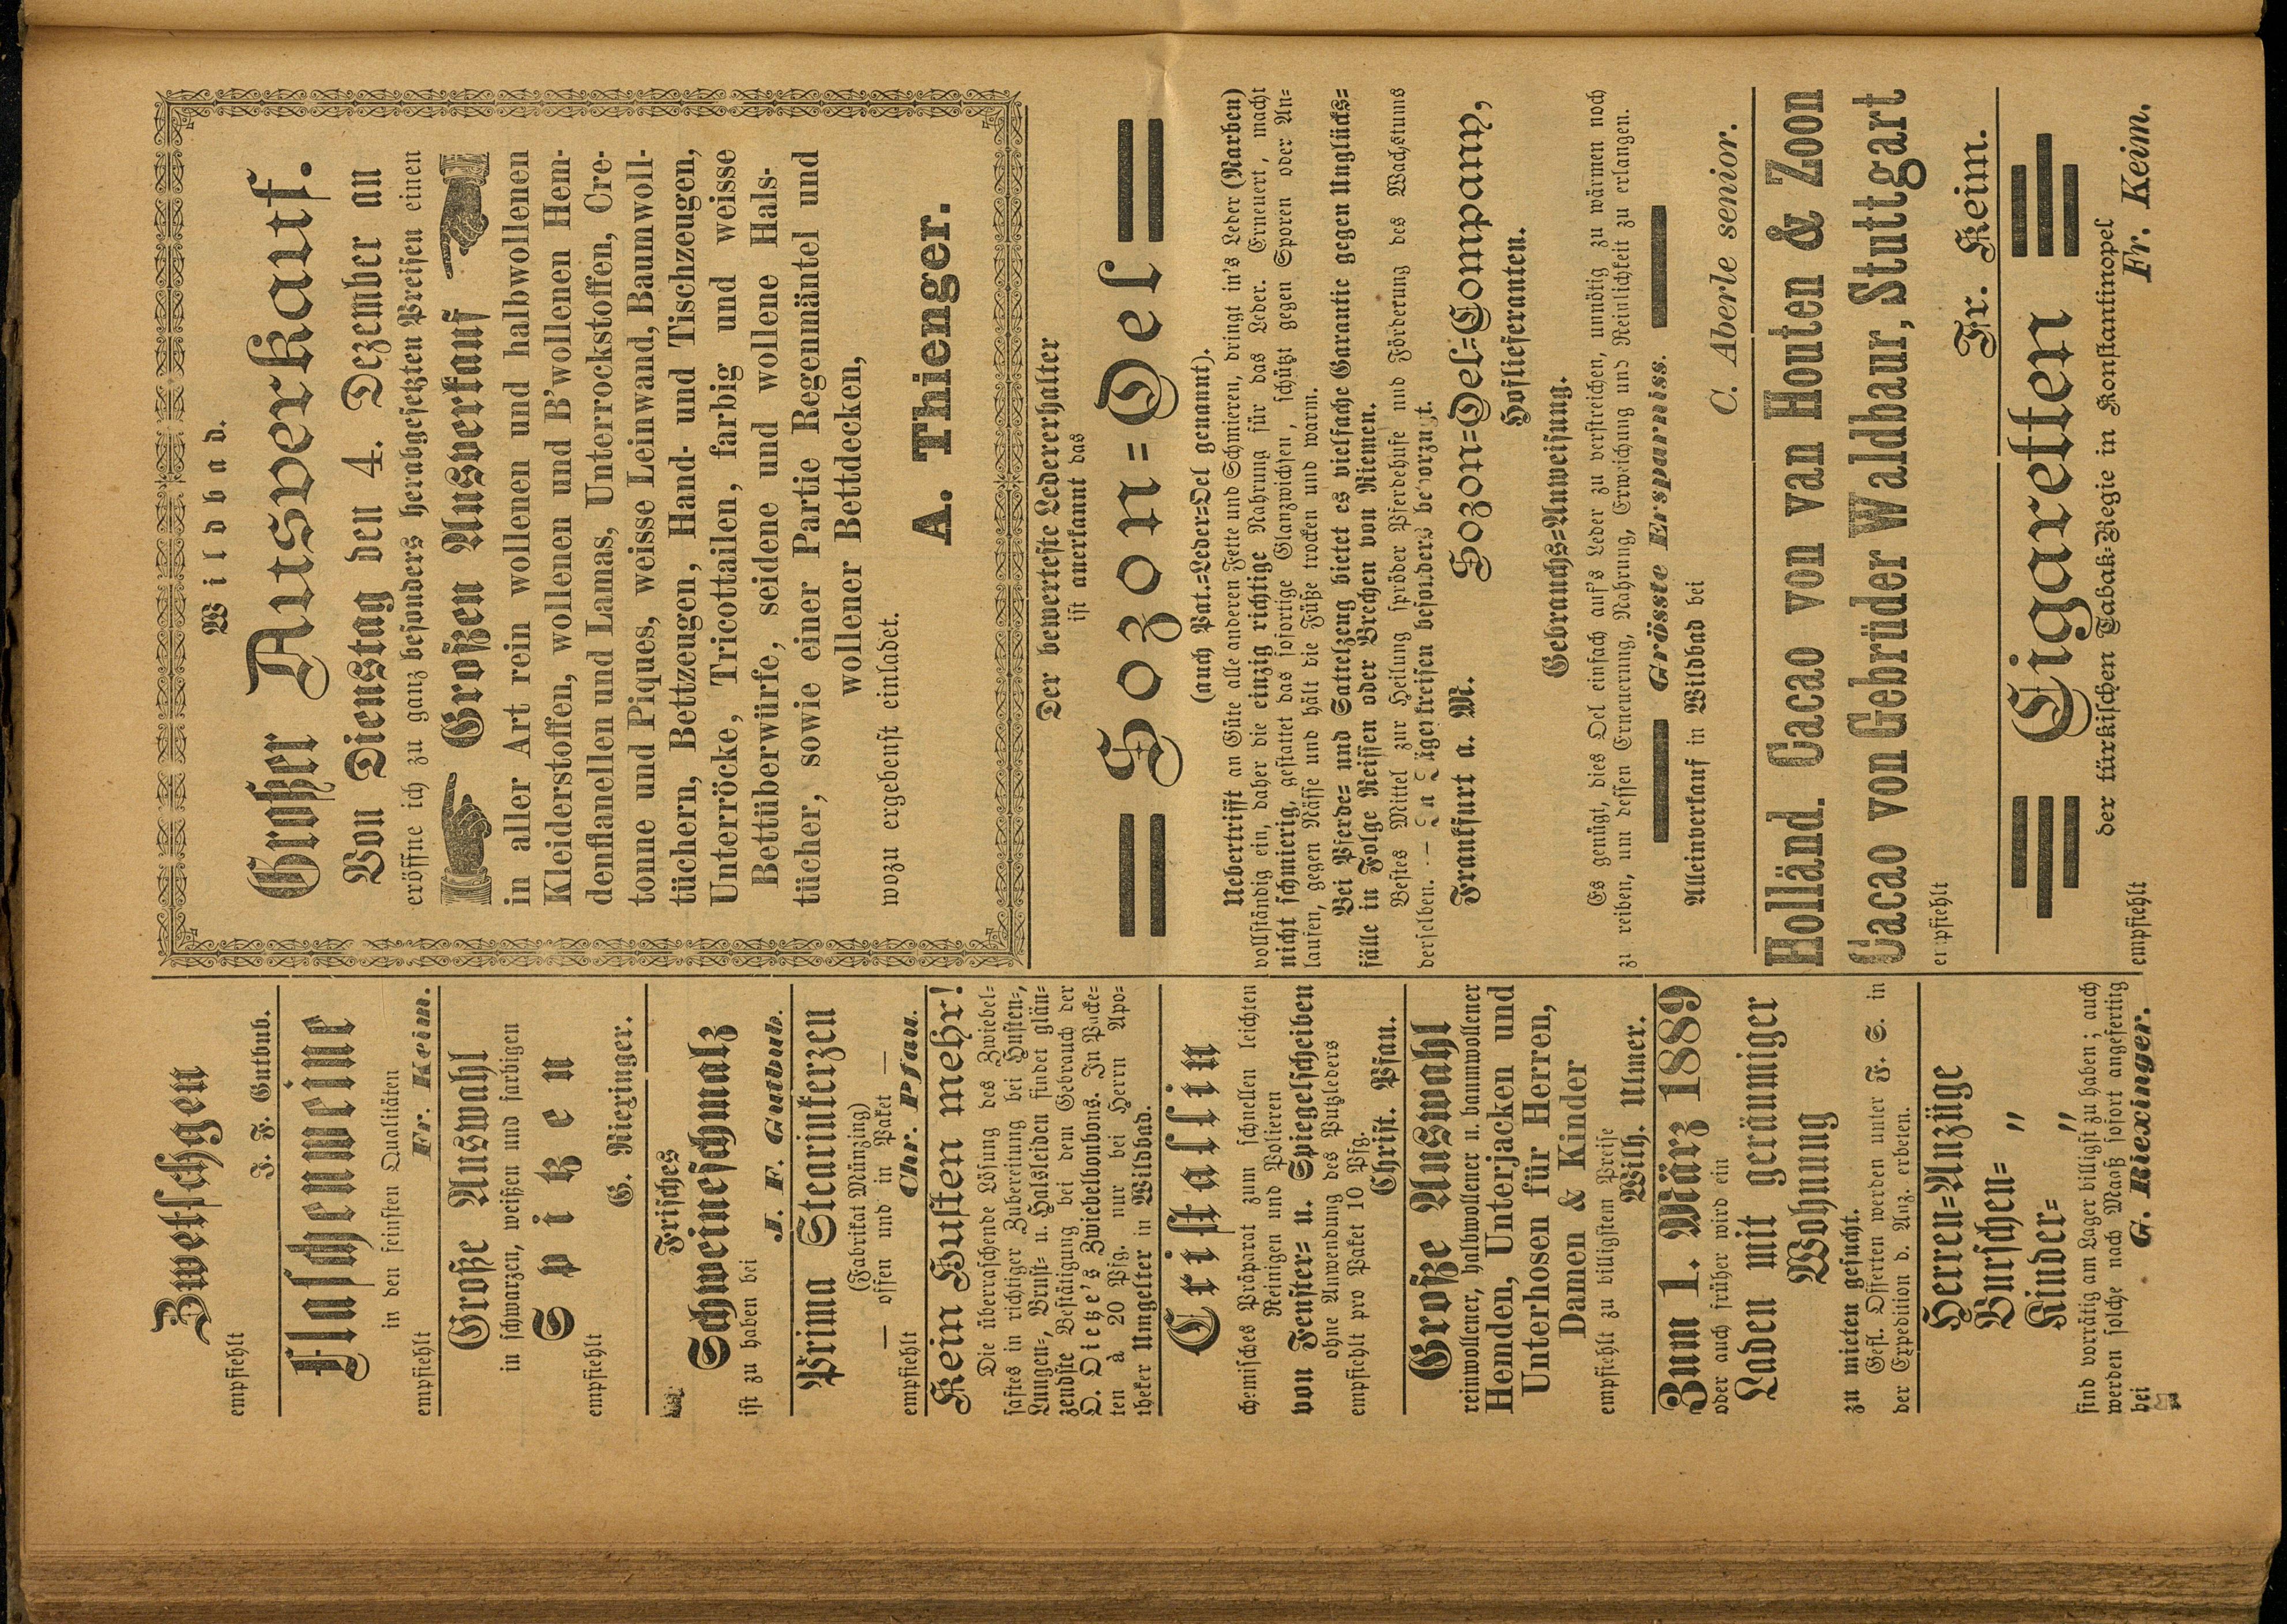 Zwetschgen
empfiehlt
J. F. Gutbub.
Flaschenweine
in den feinsten Qualitäten
empfiehlt Fr. Keim.
Große Auswahl
in schwarzen, weißen und farbigen
Spitzen
empfiehlt
G. Riexinger.
Frisches
Schweineschmalz
ist zu haben bei
J. F. Gutbub.
Prima Stearinkerzen
(Fabrikat Münzing)
— offen und in Paket —
empfiehlt Chr. Pfau.
Kein Husten mehr!
Die überraschende Lösung des Zwiebel-
saftes in richtiger Zubereitung bei Husten-,
Lungen-, Brust- u. Halsleiden findet glän-
zendste Bestätigung bei dem Gebrauch der
O. Dietze's Zwiebelbonbons. In Packe-
ten à 20 Pfg. nur bei Herrn Apo-
theker Umgelter in Wildbad.
Cristallin
chemisches Präparat zum schnellen leichten
Reinigen und Polieren
von Fenster- u. Spiegelscheiben
ohne Anwendung des Putzleders
empfiehlt pro Paket 10 Pfg.
Christ. Pfau.
Große Auswahl
reinwollener, halbwollener u. baumwollener
Hemden, Unterjacken und
Unterhosen für Herren,
Damen & Kinder
empfiehlt zu billigstem Preise
Wilh. Ulmer.
Zum 1. März 1889
oder auch früher wird ein
Laden mit geräumiger
Wohnung
zu mieten gesucht.
Gefl. Offerten werden unter F. S. in
der Expedition d. Anz. erbeten.
Herren-Anzüge
Burschen- "
Kinder- "
sind vorrätig am Lager billigst zu haben; auch
werden solche nach Maaß sofort angefertitg
bei G. Riexinger.
Wildbad.
Großer Ausverkauf.
Von Dienstag den 4. Dezember an
eröffne ich zu ganz besonders herabgesetzten Preisen einen
Großen Ausverkauf
in aller Art rein wollenen und halbwollenen
Kleiderstoffen, wollenen und B'wollenen Hem-
denflanellen und Lamas, Unterrockstoffen, Cre-
tonne und Piques, weisse Leinwand, Baumwoll-
tüchern, Bettzeugen, Hand- und Tischzeugen,
Unterröcke, Tricottailen, farbig und weisse
Bettüberwürfe, seidene und wollene Hals-
tücher, sowie einer Partie Regenmäntel und
wollener Bettdecken,
wozu ergebenst einladet.
A. Thienger.
Der bewerteste Ledererhalter
ist anerkannt das
Sozon-Oel
(auch Pat.-Leder-Oel genannt).
Uebertrifft an Güte alle anderen Fette und Schmieren, dringt in's Leder (Narben)
vollständig ein, daher die einzig richtige Nahrung für das Leder. Erneuert, macht
nicht schmierig, gestattet das sofortige Glanzwichsen, schützt gegen Sporen oder An-
laufen, gegen Nässe und hält die Füße trocken und warm.
Bei Pferde- und Sattelzeug bietet es vielfache Garantie gegen Unglücks-
fälle in Folge Reissen oder Brechen von Riemen.
Bestes Mittel zur Heilung spröder Pferdehufe und Förderung des Wachstums
derselben. — In Jägerkreisen besonders bevorzugt.
Frankfurt a. M. Sozon-Oel-Company,
Hoflieferanten.
Gebrauchs-Anweisung.
Es genügt, dies Oel einfach auf's Leder zu verstreichen, unnötig zu wärmen noch
zu reiben, um dessen Erneuerung, Nahrung, Erweichung und Reinlichkeit zu erlangen.
Grösste Ersparniss.
Alleinverkauf in Wildbad bei
C. Aberle senior.
Holländ. Cacao von van Houten & Zoon
Cacao von Gebrüder Waldbaur, Stuttgart
empfiehlt
Fr. Keim.
Cigaretten
der türkischen Tabak-Regie in Konstantinopel
empfiehlt Fr. Keim.